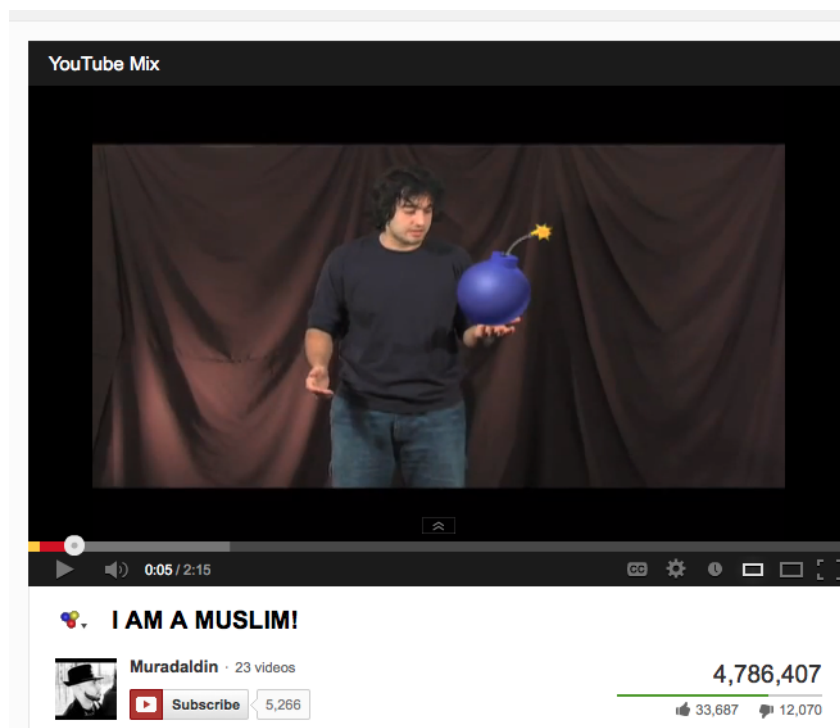 YouTube Mix
0:05 / 2:15
CC
I AM A MUSLIM!
Muradaldin · 23 videos
Subscribe 5,266
4,786,407
33,687 12,070